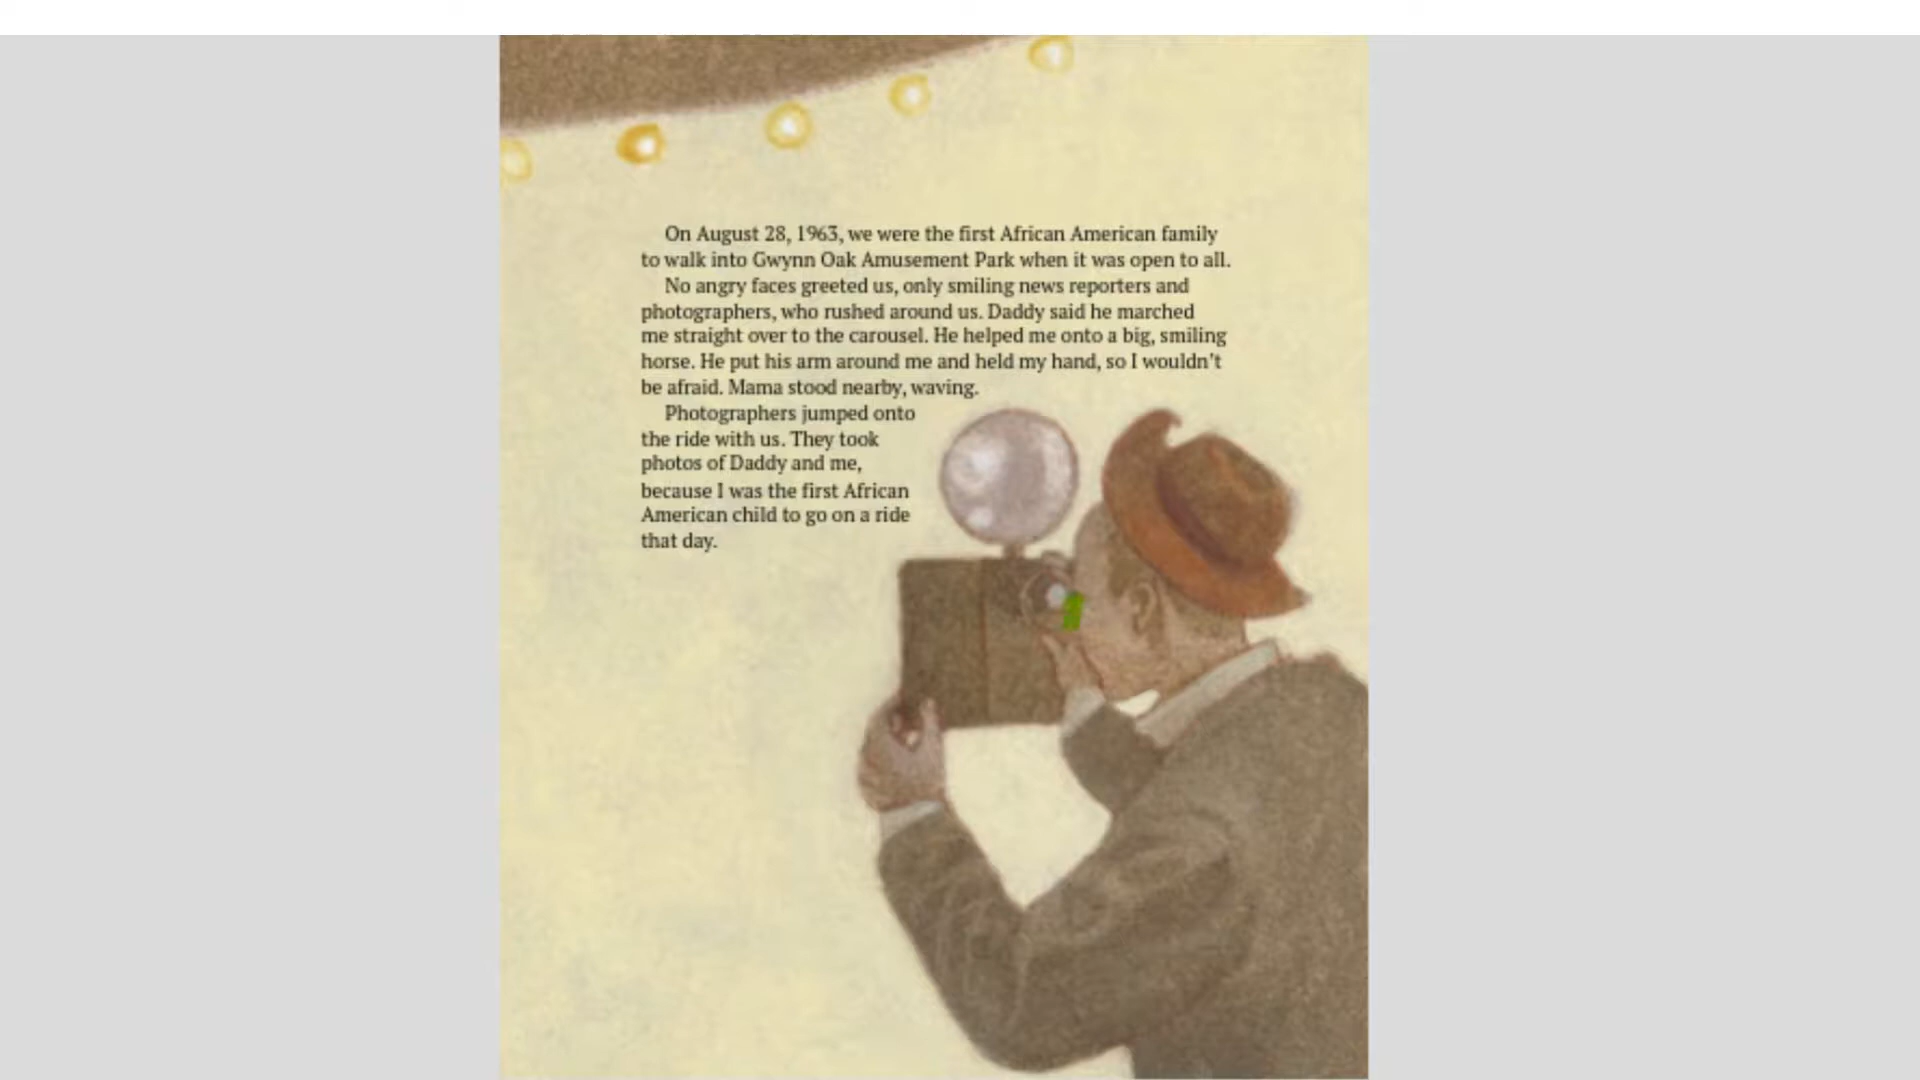 On August 28, 1963, we were the first African American family
to walk into Gwynn Oak Amusement Park when it was open to all.
No angry faces greeted us, only smiling news reporters and
photographers, who rushed around us. Daddy said he marched
me straight over to the carousel. He helped me onto a big, smiling
horse. He put his arm around me and held my hand, so I wouldn't
be afraid. Mama stood nearby, waving.
Photographers jumped onto
the ride with us. They took
photos of Daddy and me,
because I was the first African
American child to go on a ride
that day.